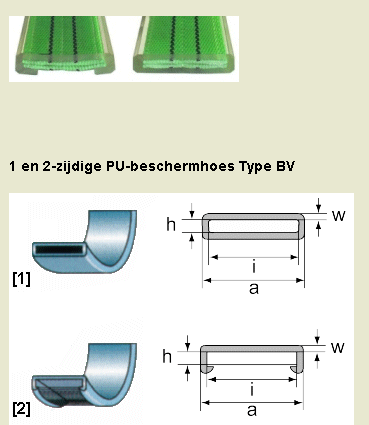 1 en 2-zijdige PU-beschermhoes Type BV
h
w
i
a
[1]
h
w
i
a
[2]